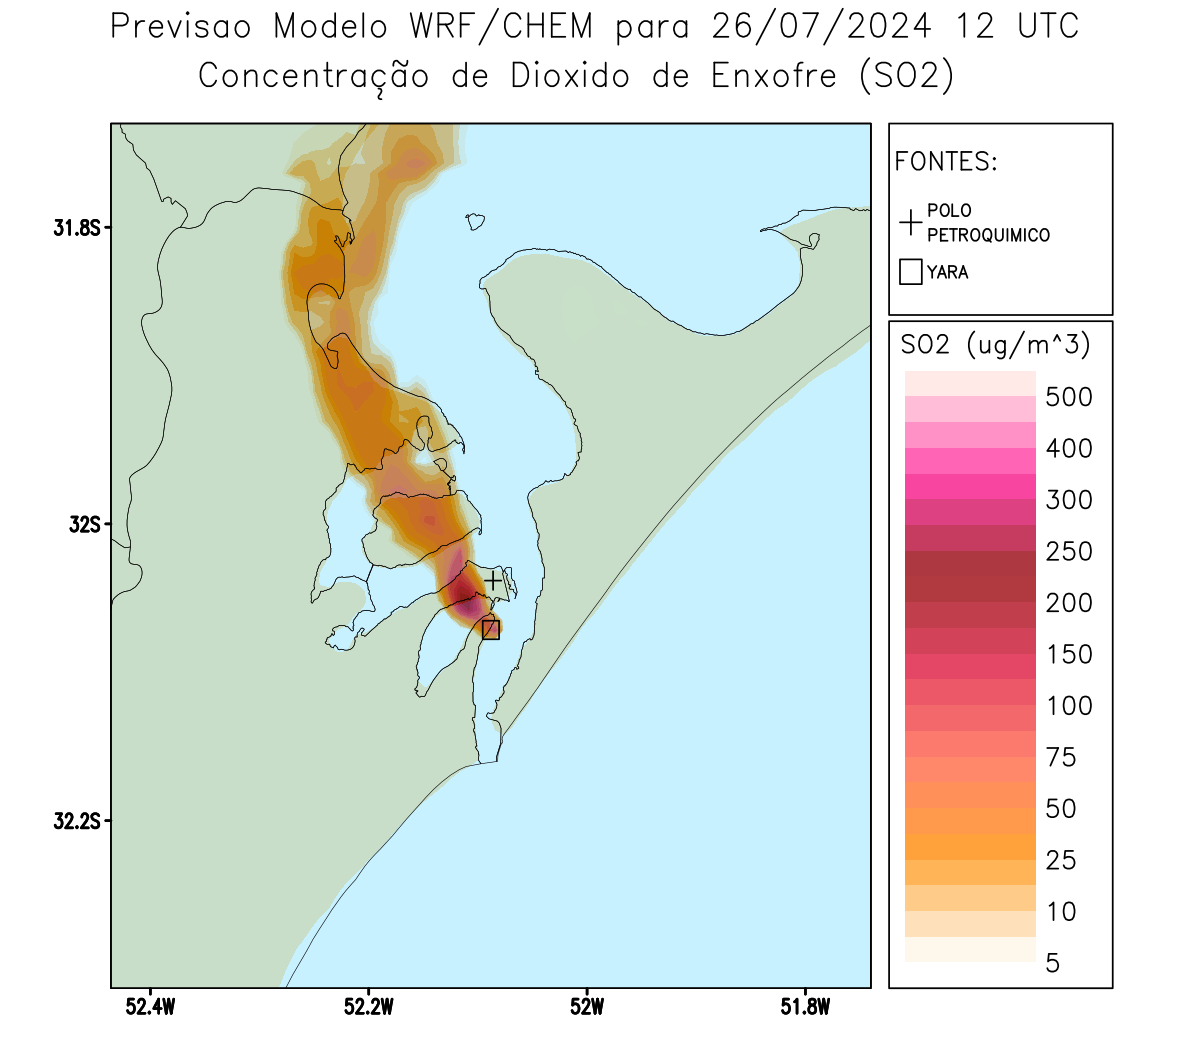 Previsao Modelo WRF/CHEM para 26/07/2024 12 UTC
Concentração de Dioxido de Enxofre (SO2)
FONTES:
POLO
PETROQUIMICO
YARA
SO2 (ug/m^3)
500
400
300
250
200
150
100
75
50
25
10
5
31.8S
32S
32.2S
52.4W
52.2W
52W
51.8W